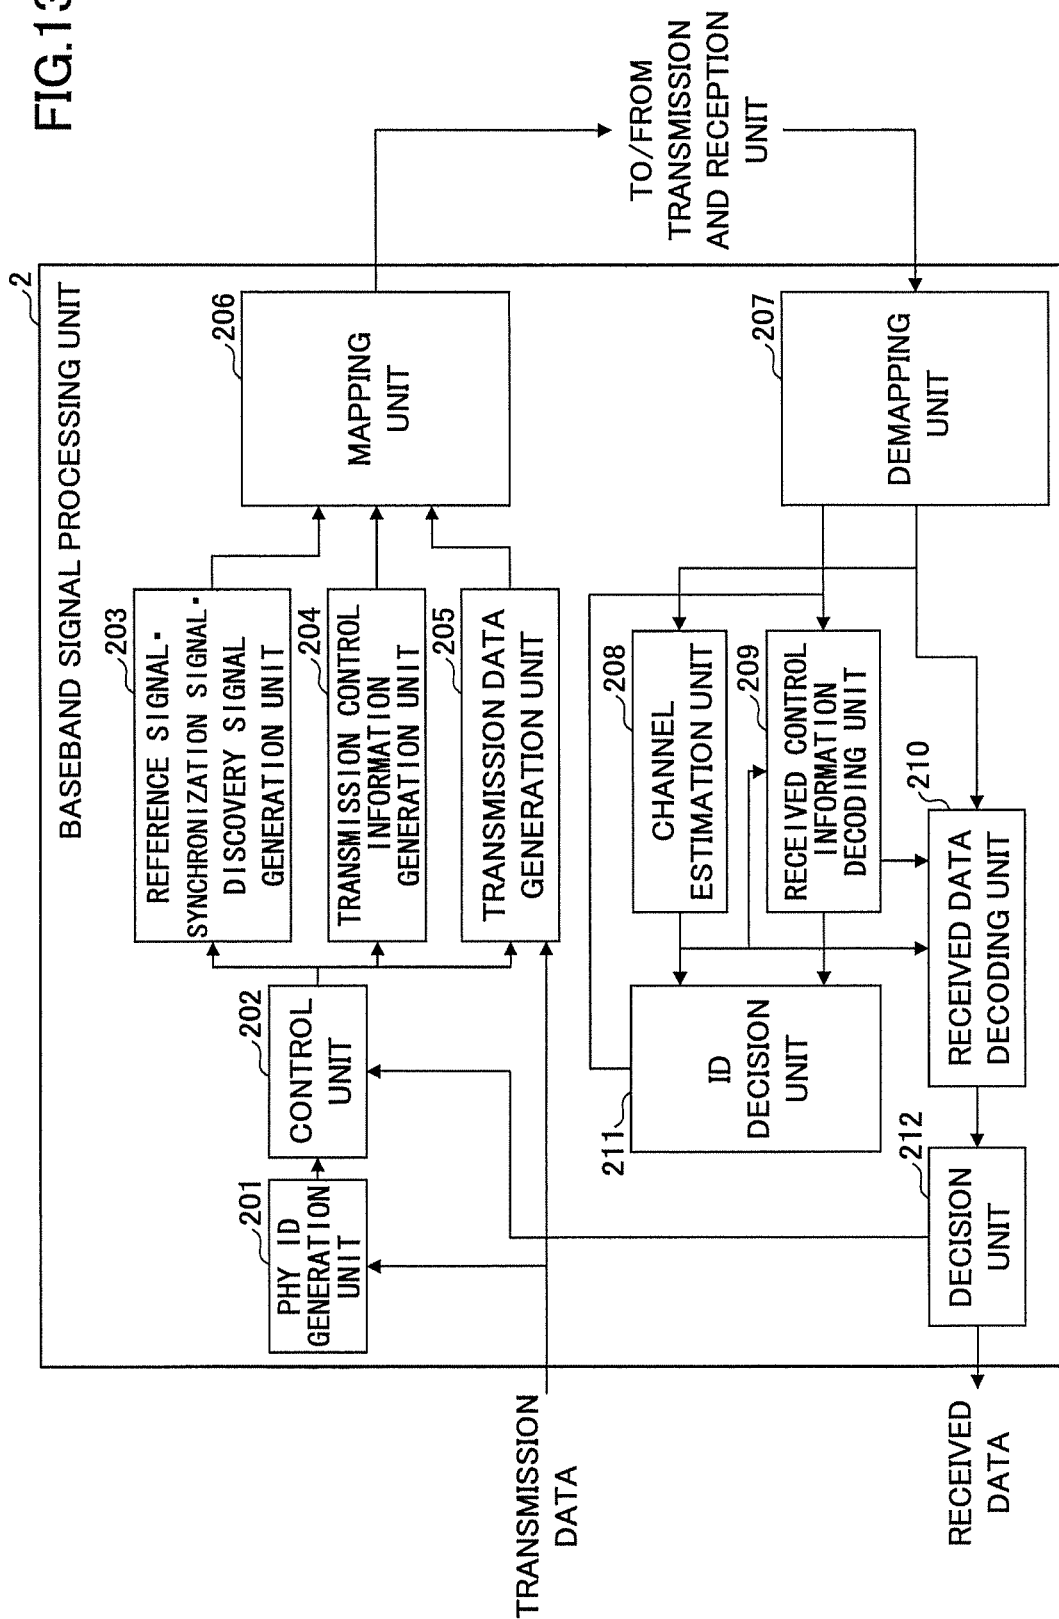 FIG.13
BASEBAND SIGNAL PROCESSING UNIT
2
201
PHY ID
GENERATION
UNIT
202
CONTROL
UNIT
203
REFERENCE SIGNAL·
SYNCHRONIZATION SIGNAL·
DISCOVERY SIGNAL
GENERATION UNIT
204
TRANSMISSION CONTROL
INFORMATION
GENERATION UNIT
205
TRANSMISSION DATA
GENERATION UNIT
206
MAPPING
UNIT
TO/FROM
TRANSMISSION
AND RECEPTION
UNIT
TRANSMISSION
DATA
207
DEMAPPING
UNIT
208
CHANNEL
ESTIMATION UNIT
209
RECEIVED CONTROL
INFORMATION
DECODING UNIT
210
RECEIVED DATA
DECODING UNIT
211
ID
DECISION
UNIT
212
DECISION
UNIT
RECEIVED
DATA